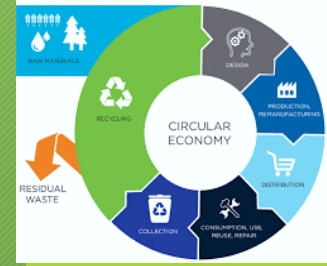 RAW MATERIALS
DESIGN
PRODUCTION,
REMANUFACTURING
RECYCLING
CIRCULAR
ECONOMY
DISTRIBUTION
RESIDUAL
WASTE
COLLECTION
CONSUMPTION, USE,
REUSE, REPAIR